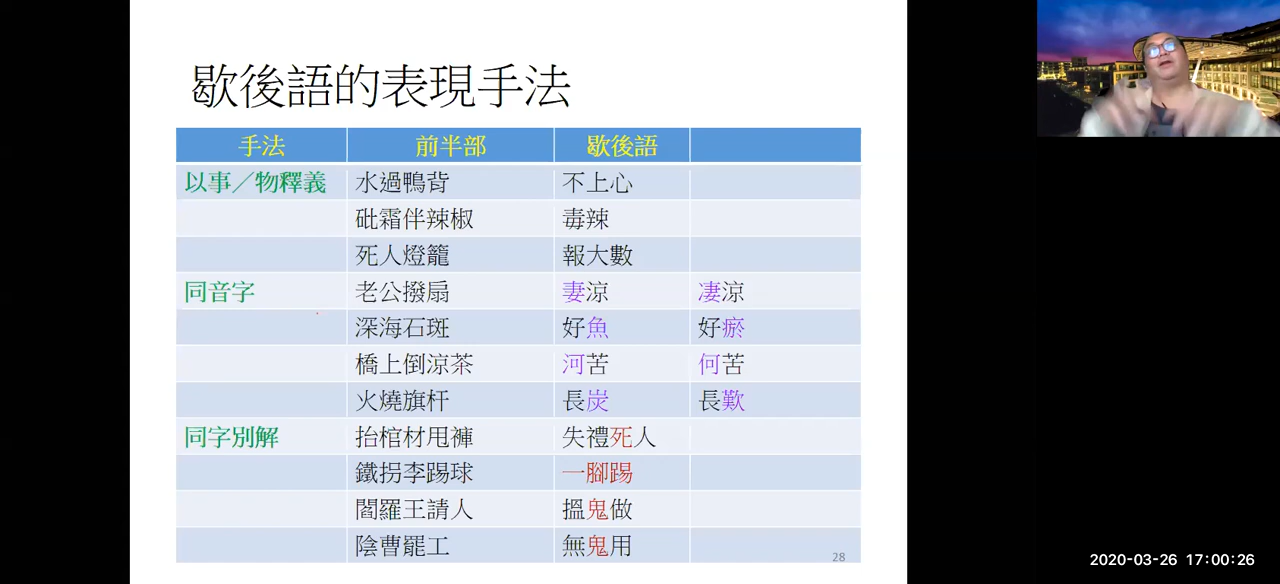 歇後語的表現手法
手法 前半部 歇後語
以事／物釋義 水過鴨背 不上心
砒霜伴辣椒 毒辣
死人燈籠 報大數
同音字 老公撥扇 妻涼 凄涼
深海石斑 好魚 好瘀
橋上倒涼茶 河苦 何苦
火燒旗杆 長炭 長歎
同字別解 抬棺材甩褲 失禮死人
鐵拐李踢球 一腳踢
閻羅王請人 搵鬼做
陰曹罷工 無鬼用
28
2020-03-26 17:00:26